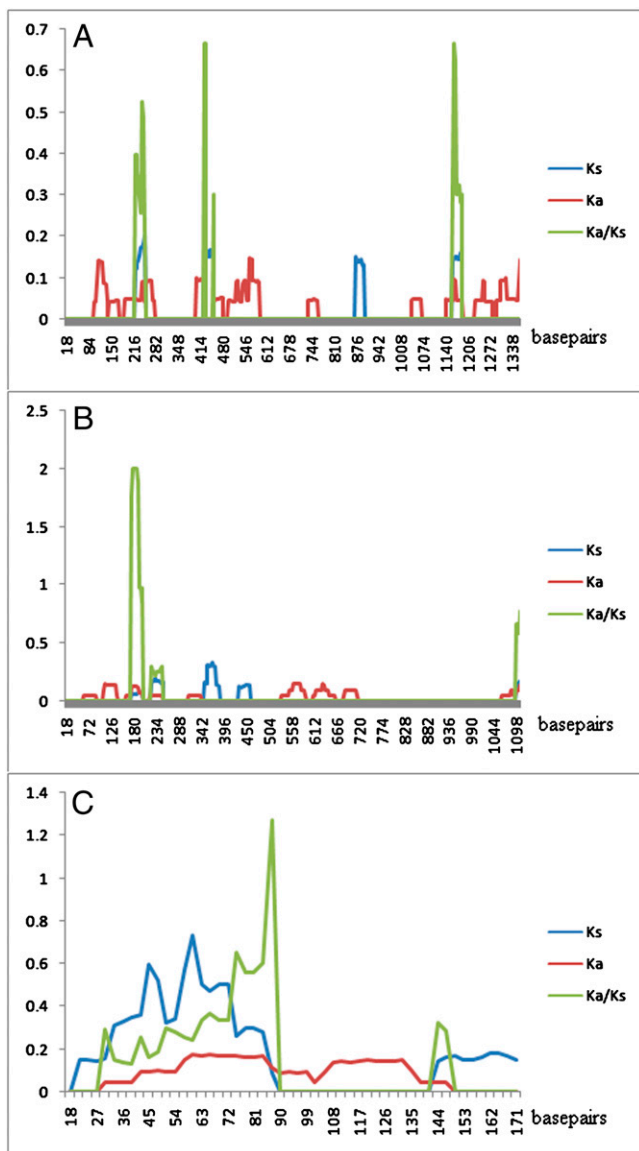 A
0.7
0.6
0.5
0.4
0.3
0.2
0.1
0
Ks
Ka
Ka/Ks
18 84 150 216 282 348 414 480 546 612 678 744 810 876 942 1008 1074 1140 1206 1272 1338
basepairs
B
2.5
2
1.5
1
0.5
0
Ks
Ka
Ka/Ks
18 72 126 180 234 288 342 396 450 504 558 612 666 720 774 828 882 936 990 1044 1098
basepairs
C
1.4
1.2
1
0.8
0.6
0.4
0.2
0
Ks
Ka
Ka/Ks
18 27 36 45 54 63 72 81 90 99 108 117 126 135 144 153 162 171
basepairs